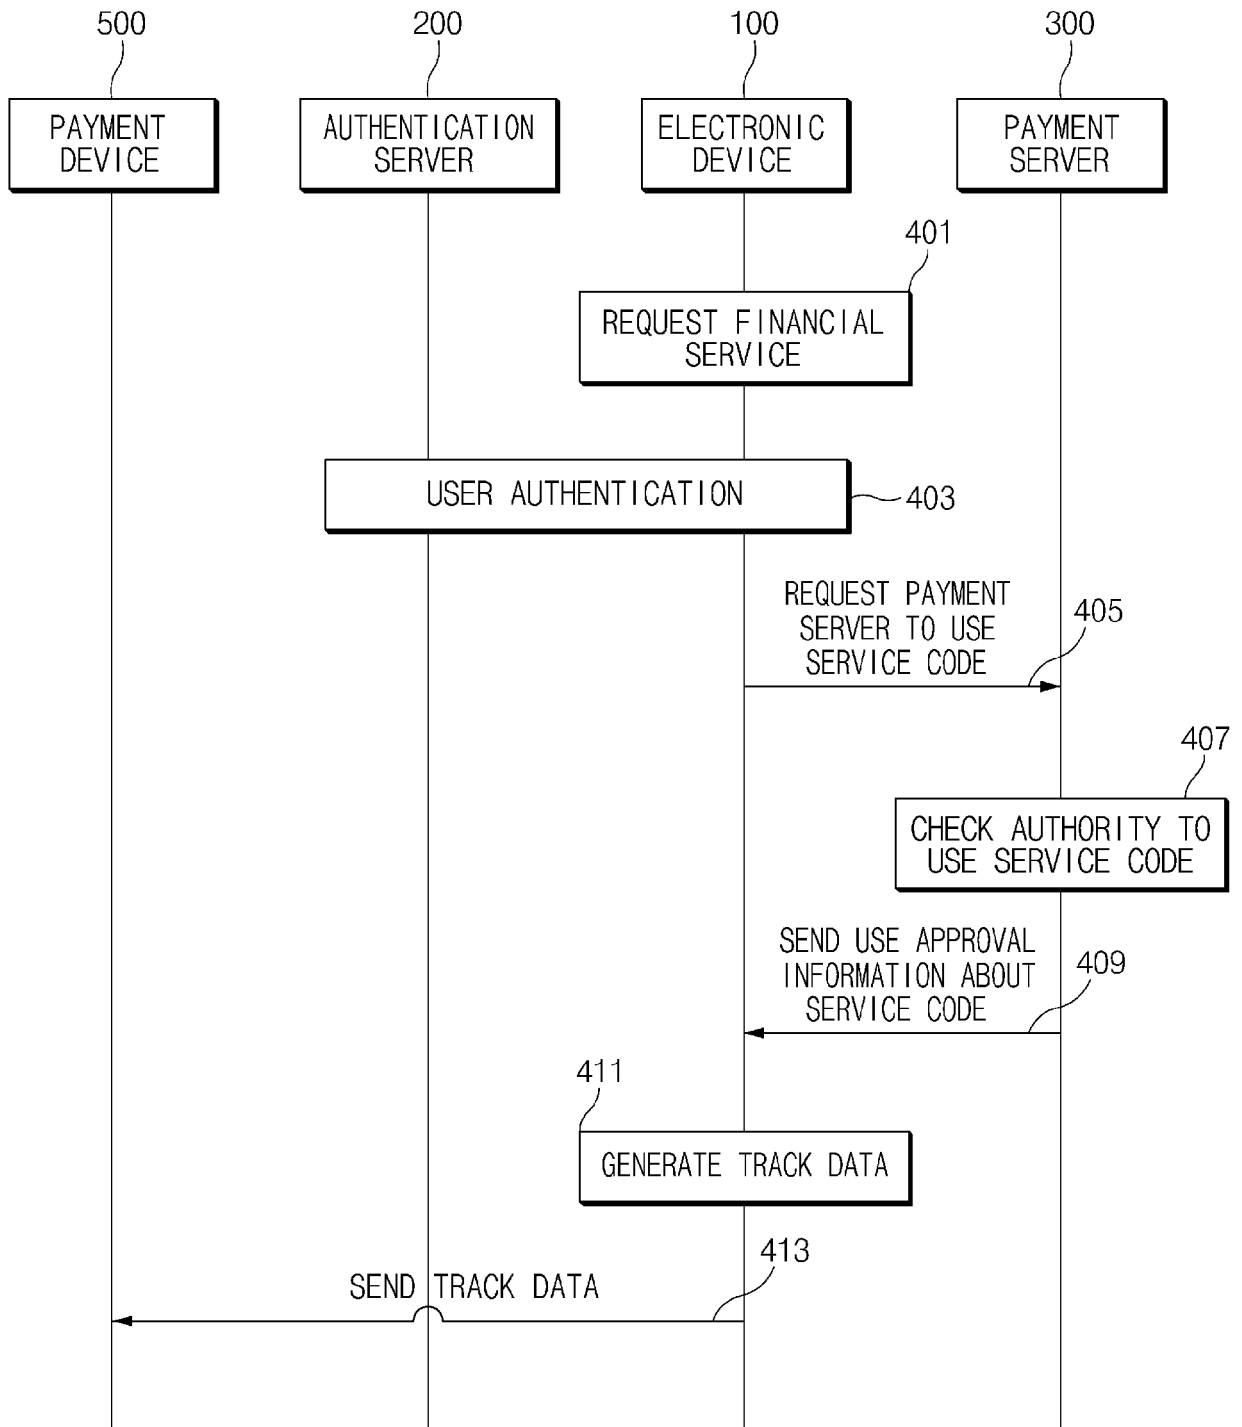 500
200
100
300
PAYMENT
DEVICE
AUTHENTICATION
SERVER
ELECTRONIC
DEVICE
PAYMENT
SERVER
401
REQUEST FINANCIAL
SERVICE
USER AUTHENTICATION
403
REQUEST PAYMENT
SERVER TO USE
SERVICE CODE
405
407
CHECK AUTHORITY TO
USE SERVICE CODE
SEND USE APPROVAL
INFORMATION ABOUT
SERVICE CODE
409
411
GENERATE TRACK DATA
413
SEND TRACK DATA